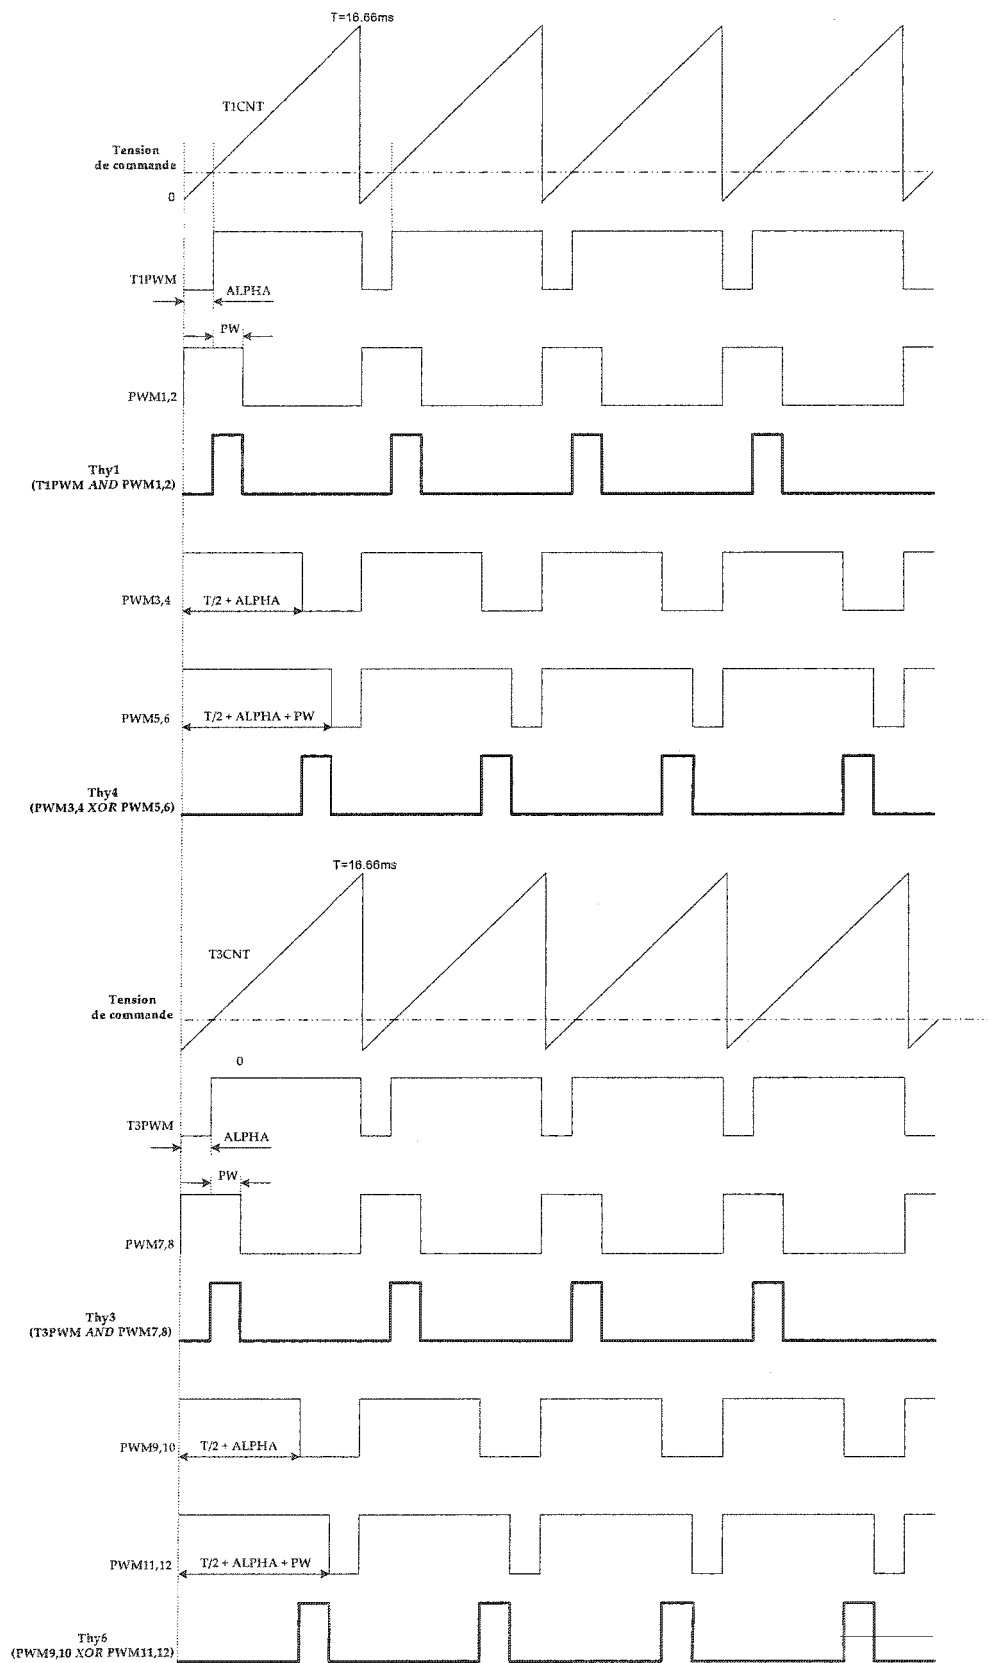 T=16.66ms
T1CNT
Tension
de commande
0
T1PWM
ALPHA
PW
PWM1,2
Thy1
(T1PWM AND PWM1,2)
PWM3,4
T/2 + ALPHA
PWM5,6
T/2 + ALPHA + PW
Thy4
(PWM3,4 XOR PWM5,6)
T=16.66ms
T3CNT
Tension
de commande
0
T3PWM
ALPHA
PW
PWM7,8
Thy3
(T3PWM AND PWM7,8)
PWM9,10
T/2 + ALPHA
PWM11,12
T/2 + ALPHA + PW
Thy6
(PWM9,10 XOR PWM11,12)